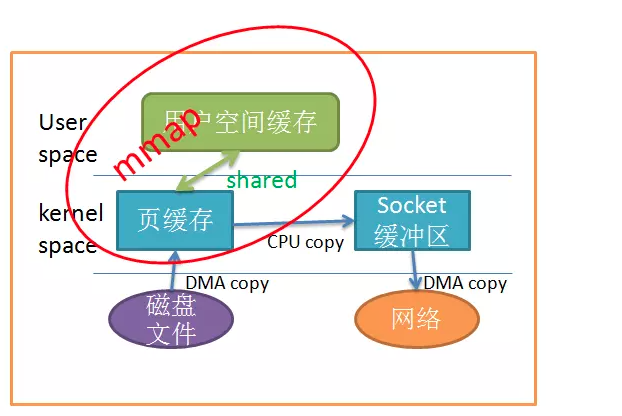 User
space
用户空间缓存
mmap
shared
kernel
space
页缓存
CPU copy
Socket
缓冲区
DMA copy
DMA copy
磁盘
文件
网络